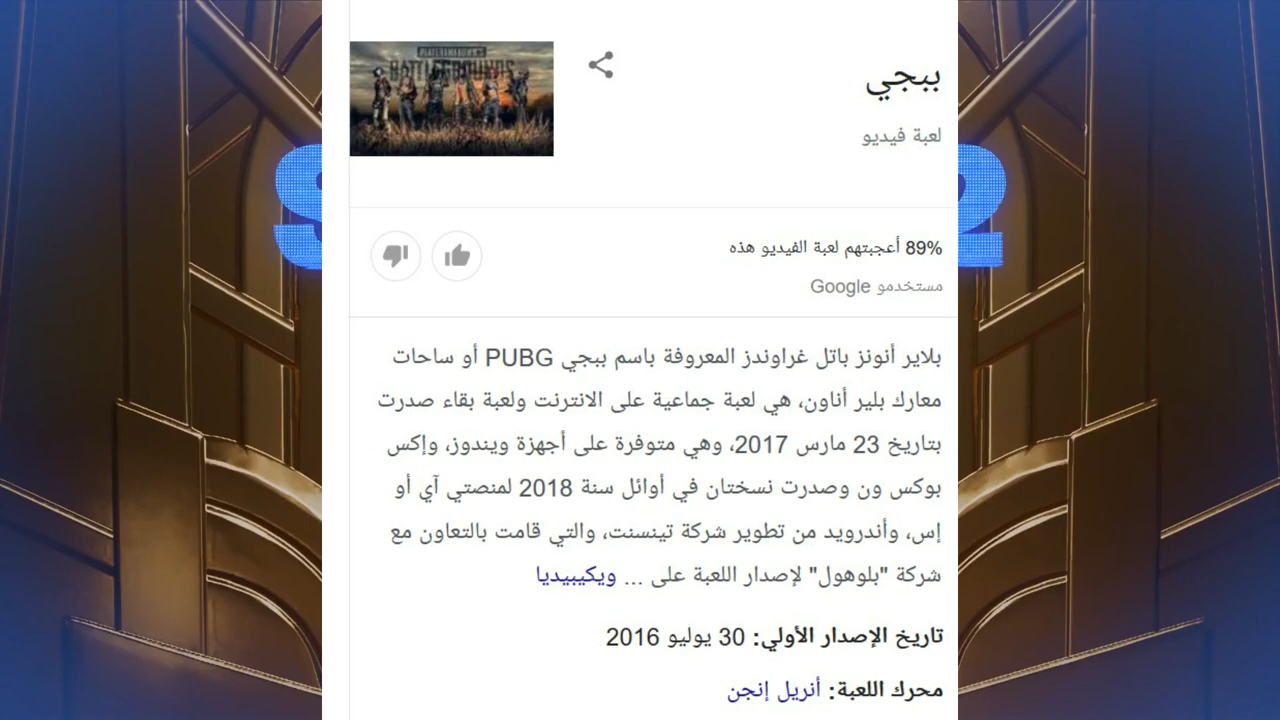 ببجي
لعبة فيديو
PLAYERUNKNOWN'S
BATTLEGROUNDS
89% أعجبتهم لعبة الفيديو هذه
مستخدمو Google
بلاير أنونز باتل غراوندز المعروفة باسم ببجي PUBG أو ساحات
معارك بلير أناون، هي لعبة جماعية على الانترنت ولعبة بقاء صدرت
بتاريخ 23 مارس 2017، وهي متوفرة على أجهزة ويندوز، وإكس
بوكس ون وصدرت نسختان في أوائل سنة 2018 لمنصتي آي أو
إس، وأندرويد من تطوير شركة تينسنت، والتي قامت بالتعاون مع
شركة "بلوهول" لإصدار اللعبة على ... ويكيبيديا
تاريخ الإصدار الأولي: 30 يوليو 2016
محرك اللعبة: أنريل إنجن